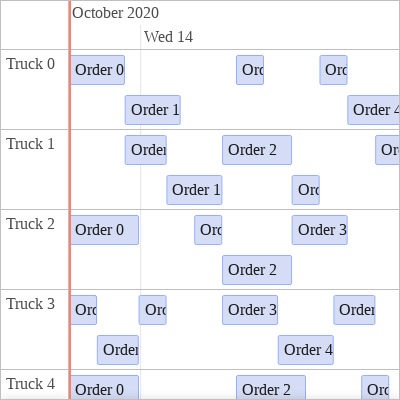 October 2020
Wed 14
Truck 0
Order 0
Orc
Orc
Order 1
Order 4
Truck 1
Order
Order 2
Or
Order 1
Orc
Truck 2
Order 0
Orc
Order 3
Order 2
Truck 3
Orc
Orc
Order 3
Order
Order
Order 4
Truck 4
Order 0
Order 2
Orc